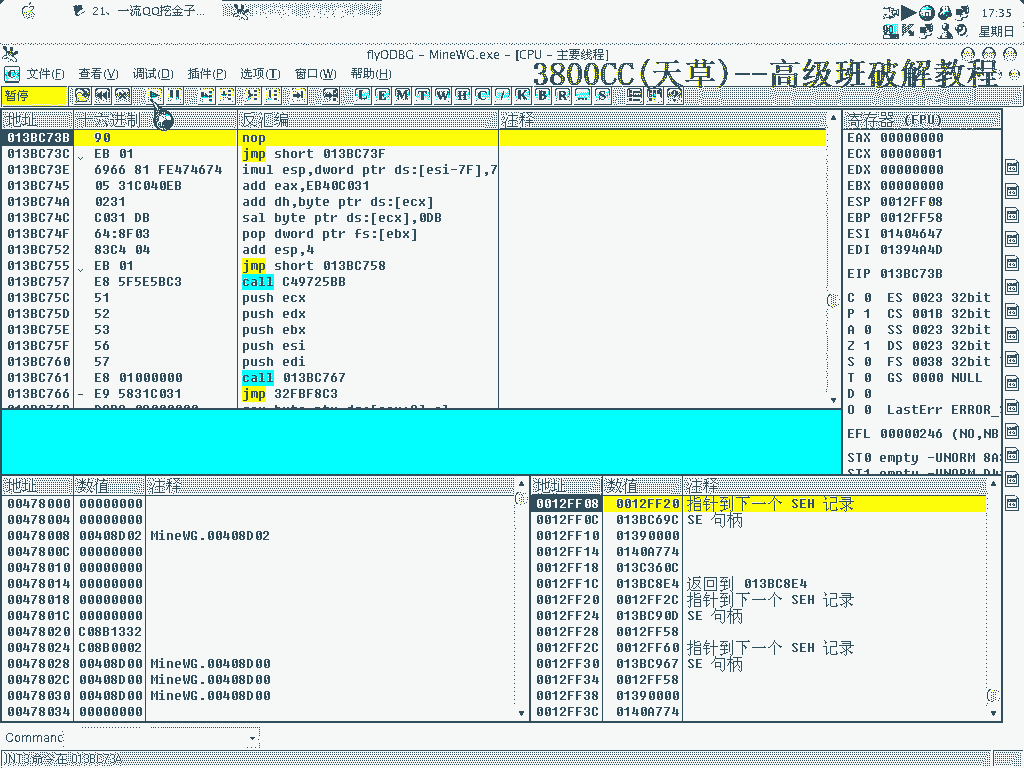 21、一流QQ挖金子...
17:35
星期日
flyODBG - MineWG.exe - [CPU - 主要线程]
文件(F) 查看(V) 调试(D) 插件(P) 选项(T) 窗口(W) 帮助(H)
3800CC(天草)--高级班破解教程
暂停
L E M T W H C / K B R ... S
地址 十六进制 反汇编 注释
013BC73B 90 nop
013BC73C EB 01 jmp short 013BC73F
013BC73E 6966 81 FE474674 imul esp,dword ptr ds:[esi-7F],7
013BC745 05 31C040EB add eax,EB40C031
013BC74A 0231 add dh,byte ptr ds:[ecx]
013BC74C C031 DB sal byte ptr ds:[ecx],0DB
013BC74F 64:8F03 pop dword ptr fs:[ebx]
013BC752 83C4 04 add esp,4
013BC755 EB 01 jmp short 013BC758
013BC757 E8 5F5E5BC3 call C49725BB
013BC75C 51 push ecx
013BC75D 52 push edx
013BC75E 53 push ebx
013BC75F 56 push esi
013BC760 57 push edi
013BC761 E8 01000000 call 013BC767
013BC766 - E9 5831C031 jmp 32FBF8C3
寄存器 (FPU)
EAX 00000000
ECX 00000001
EDX 00000000
EBX 00000000
ESP 0012FF08
EBP 0012FF58
ESI 01404647
EDI 01394A4D
EIP 013BC73B
C 0 ES 0023 32bit
P 1 CS 001B 32bit
A 0 SS 0023 32bit
Z 1 DS 0023 32bit
S 0 FS 0038 32bit
T 0 GS 0000 NULL
D 0
O 0 LastErr ERROR_
EFL 00000246 (NO,NB
ST0 empty -UNORM 8A
地址 数值 注释
00478000 00000000
00478004 00000000
00478008 00408D02 MineWG.00408D02
0047800C 00000000
00478010 00000000
00478014 00000000
00478018 00000000
0047801C 00000000
00478020 C08B1332
00478024 C08B0002
00478028 00408D00 MineWG.00408D00
0047802C 00408D00 MineWG.00408D00
00478030 00408D00 MineWG.00408D00
00478034 00000000
地址 数值 注释
0012FF08 0012FF20 指针到下一个 SEH 记录
0012FF0C 013BC69C SE 句柄
0012FF10 01390000
0012FF14 0140A774
0012FF18 013C360C
0012FF1C 013BC8E4 返回到 013BC8E4
0012FF20 0012FF2C 指针到下一个 SEH 记录
0012FF24 013BC90D SE 句柄
0012FF28 0012FF58
0012FF2C 0012FF60 指针到下一个 SEH 记录
0012FF30 013BC967 SE 句柄
0012FF34 0012FF58
0012FF38 01390000
0012FF3C 0140A774
Command:
INT3 命令在 013BC73A